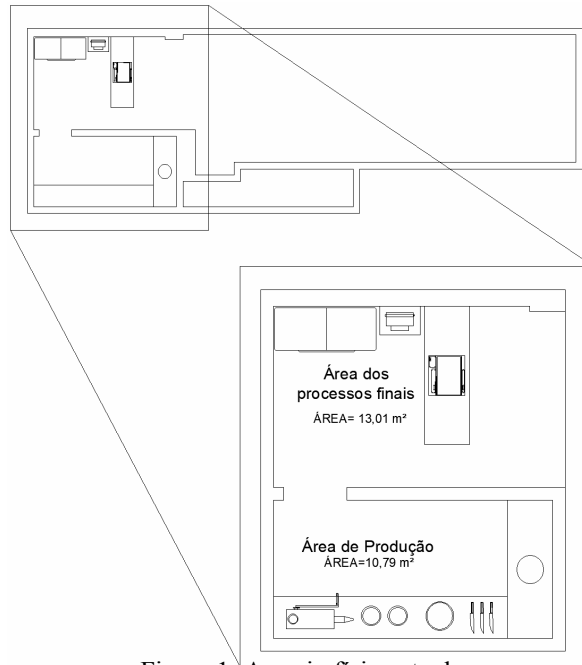 Área dos
processos finais
ÁREA= 13,01 m²
Área de Produção
ÁREA=10,79 m²